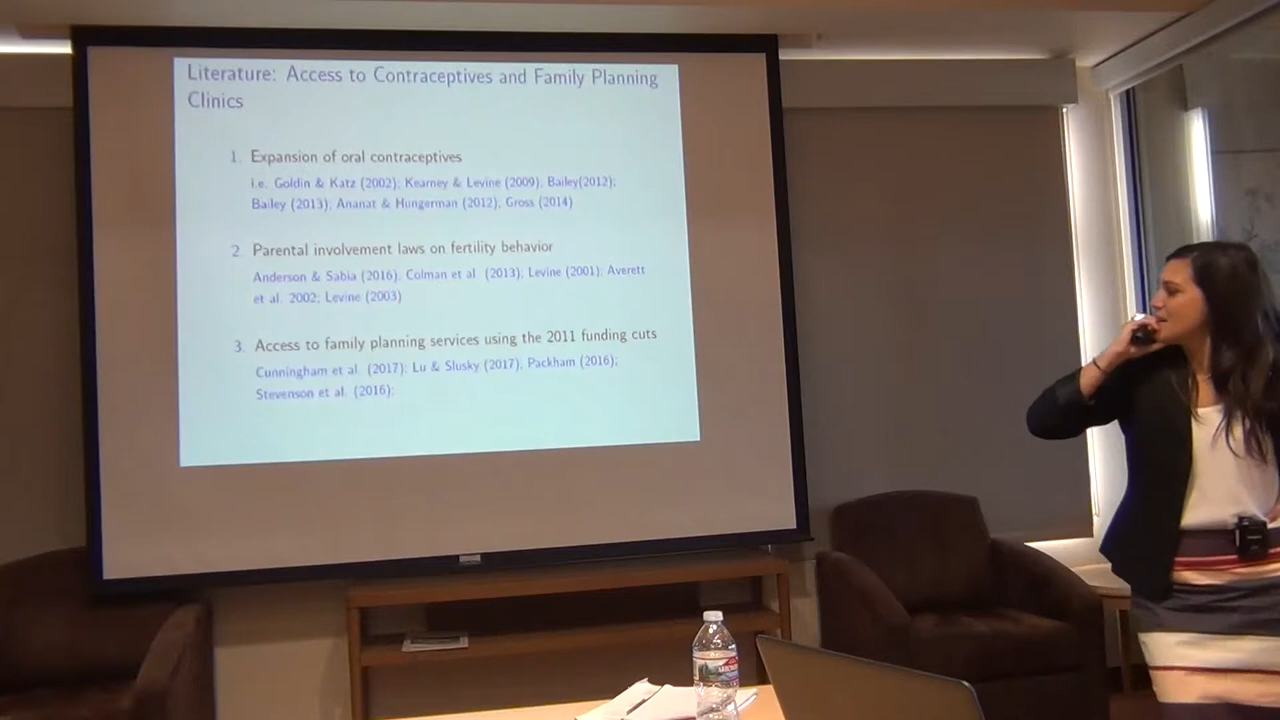 Literature: Access to Contraceptives and Family Planning
Clinics
1. Expansion of oral contraceptives
i.e. Goldin & Katz (2002); Kearney & Levine (2009); Bailey(2012);
Bailey (2013); Ananat & Hungerman (2012); Gross (2014)
2. Parental involvement laws on fertility behavior
Anderson & Sabia (2016); Colman et al. (2013); Levine (2001); Averett
et al. 2002; Levine (2003)
3. Access to family planning services using the 2011 funding cuts
Cunningham et al. (2017); Lu & Slusky (2017); Packham (2016);
Stevenson et al. (2016);